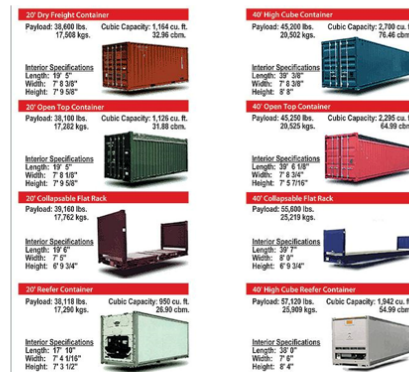 20' Dry Freight Container
Payload: 38,600 lbs. Cubic Capacity: 1,164 cu. ft.
17,508 kgs. 32.96 cbm.
Interior Specifications
Length: 19' 5"
Width: 7' 8 3/8"
Height: 7' 9 5/8"
20' Open Top Container
Payload: 38,100 lbs. Cubic Capacity: 1,126 cu. ft.
17,282 kgs. 31.88 cbm.
Interior Specifications
Length: 19' 5"
Width: 7' 8 1/8"
Height: 7' 9 5/8"
20' Collapsable Flat Rack
Payload: 39,160 lbs.
17,762 kgs.
Interior Specifications
Length: 19' 6"
Width: 7' 5"
Height: 6' 9 3/4"
20' Reefer Container
Payload: 38,118 lbs. Cubic Capacity: 950 cu. ft.
17,290 kgs. 26.90 cbm.
Interior Specifications
Length: 17' 10"
Width: 7' 4 1/16"
Height: 7' 3 1/2"
40' High Cube Container
Payload: 45,200 lbs. Cubic Capacity: 2,700 cu. ft.
20,502 kgs. 76.46 cbm.
Interior Specifications
Length: 39' 3/8"
Width: 7' 8 3/8"
Height: 8' 8"
40' Open Top Container
Payload: 45,250 lbs. Cubic Capacity: 2,295 cu. ft.
20,525 kgs. 64.99 cbm.
Interior Specifications
Length: 39' 6 1/8"
Width: 7' 8 3/4"
Height: 7' 5 7/16"
40' Collapsable Flat Rack
Payload: 55,600 lbs.
25,219 kgs.
Interior Specifications
Length: 39' 7"
Width: 8' 0"
Height: 6' 9 3/4"
40' High Cube Reefer Container
Payload: 57,120 lbs. Cubic Capacity: 1,942 cu. ft.
25,909 kgs. 54.99 cbm.
Interior Specifications
Length: 38' 0"
Width: 7' 6"
Height: 8' 4"